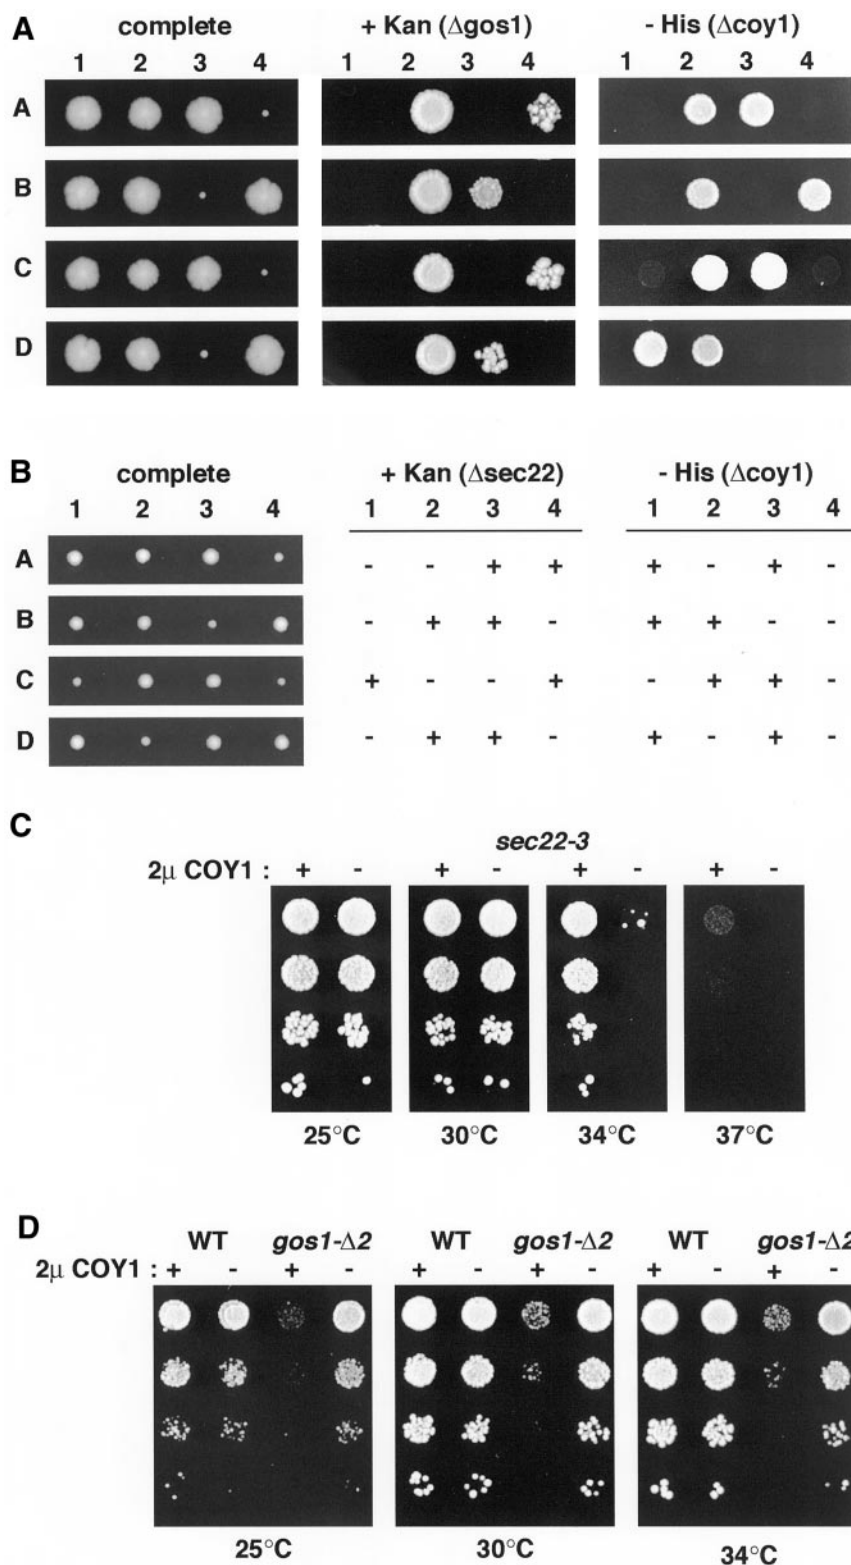 A
complete + Kan (Δgos1) - His (Δcoy1)
1 2 3 4 1 2 3 4 1 2 3 4
A
B
C
D
B
complete + Kan (Δsec22) - His (Δcoy1)
1 2 3 4 1 2 3 4 1 2 3 4
A - - + + + - + -
B - + + - + + - -
C + - - + - + + -
D - + + - + - + -
C
sec22-3
2μ COY1 : + - + - + - + -
25°C 30°C 34°C 37°C
D
WT gos1-Δ2 WT gos1-Δ2 WT gos1-Δ2
2μ COY1 : + - + - + - + - + - + -
25°C 30°C 34°C